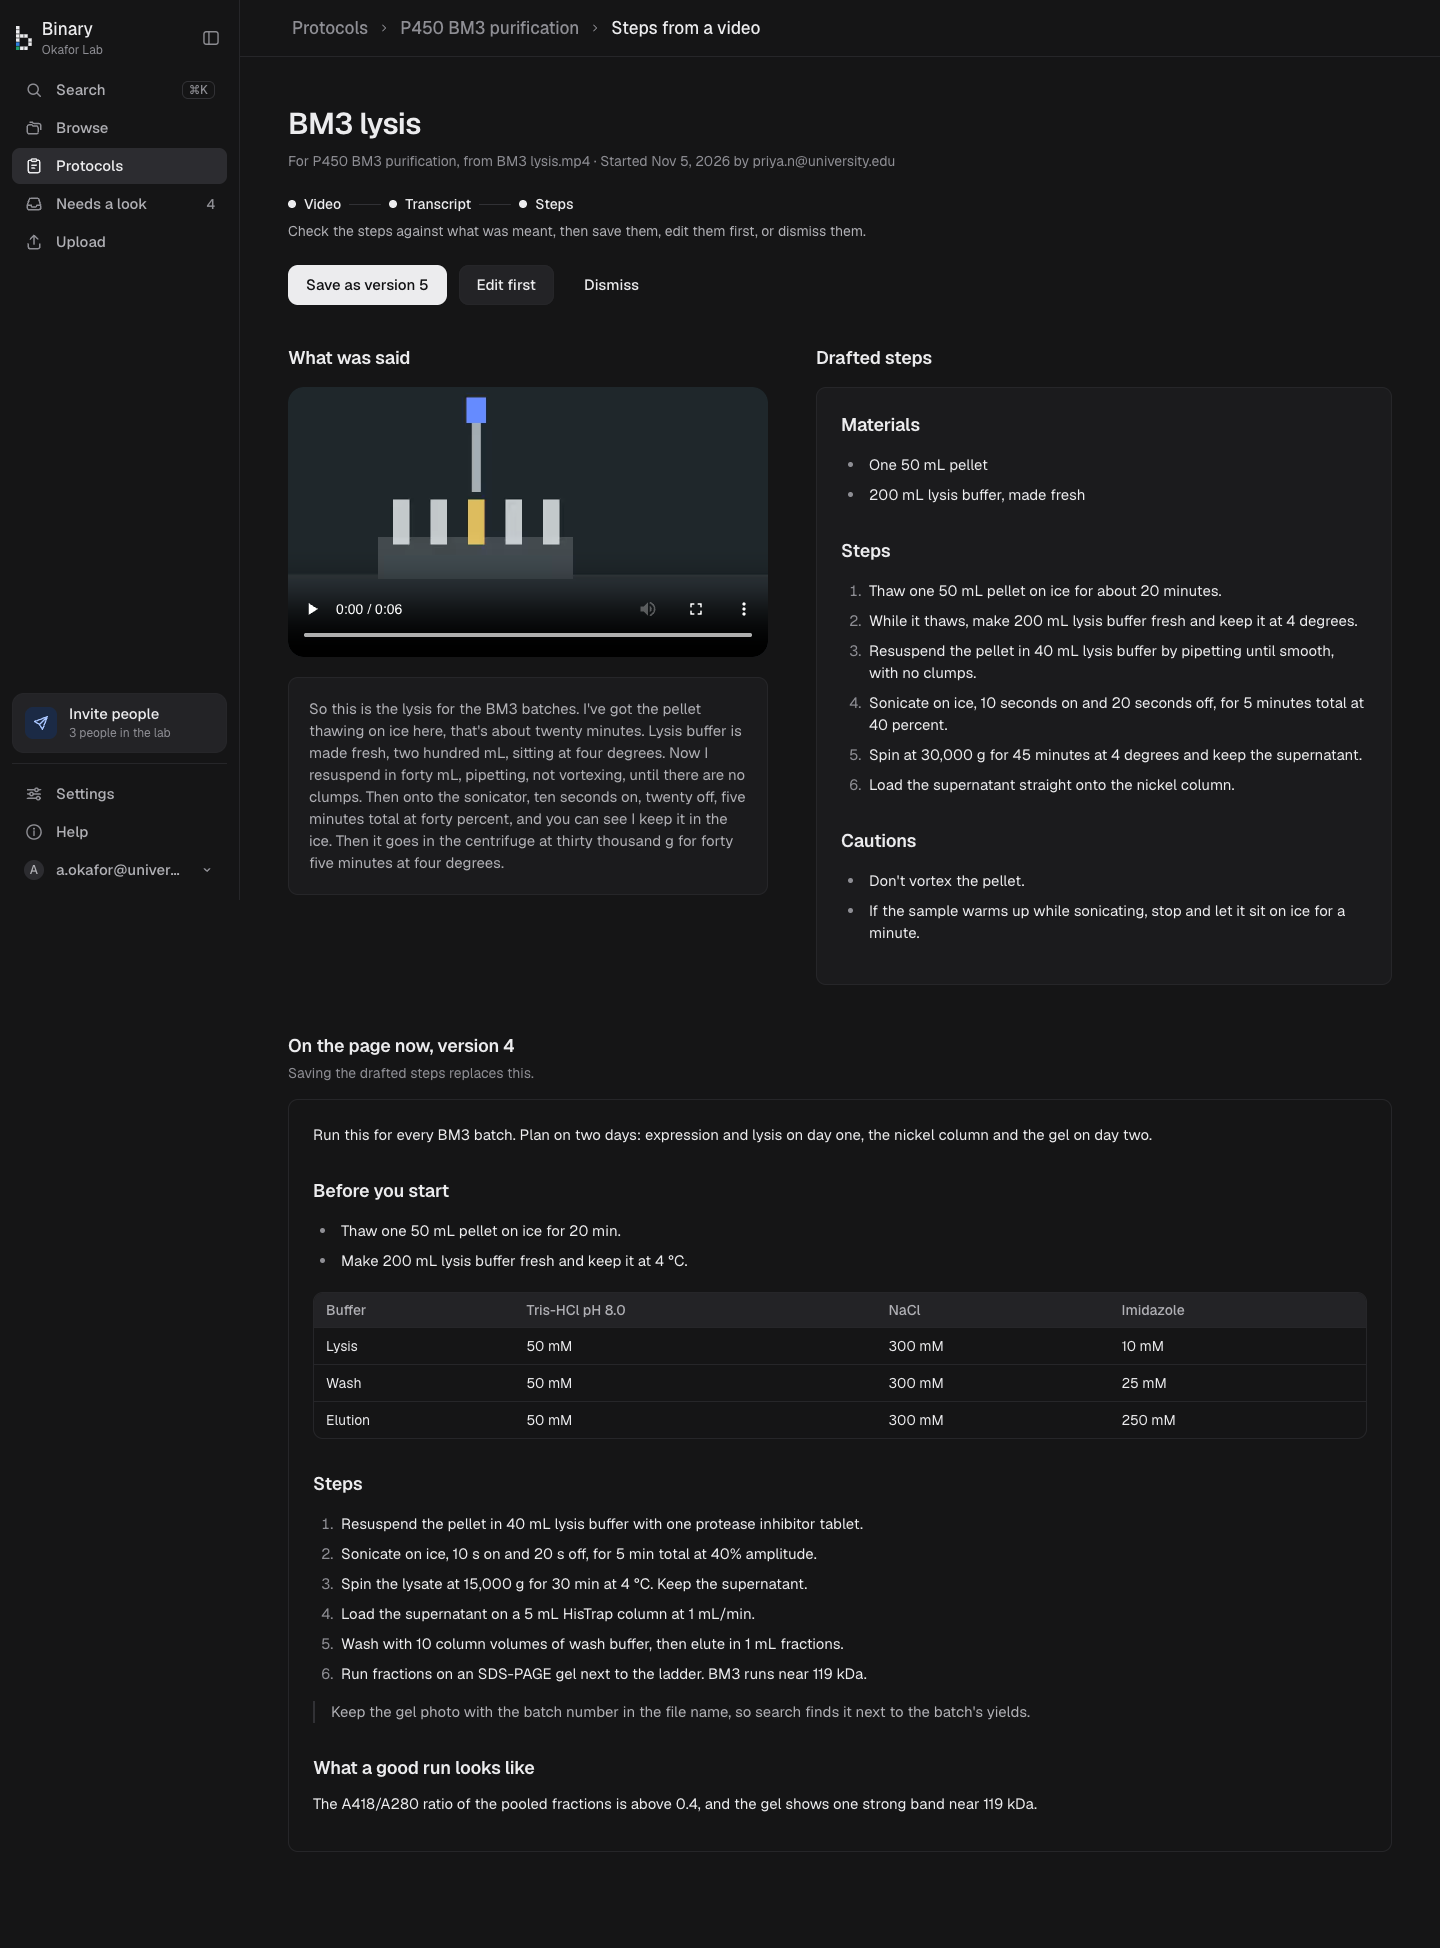 Binary
Okafor Lab
Search
⌘K
Browse
Protocols
Needs a look
4
Upload
Invite people
3 people in the lab
Settings
Help
A
a.okafor@univer...
Protocols > P450 BM3 purification > Steps from a video
BM3 lysis
For P450 BM3 purification, from BM3 lysis.mp4 · Started Nov 5, 2026 by priya.n@university.edu
Video
Transcript
Steps
Check the steps against what was meant, then save them, edit them first, or dismiss them.
Save as version 5
Edit first
Dismiss
What was said
0:00 / 0:06
So this is the lysis for the BM3 batches. I've got the pellet
thawing on ice here, that's about twenty minutes. Lysis buffer is
made fresh, two hundred mL, sitting at four degrees. Now I
resuspend in forty mL, pipetting, not vortexing, until there are no
clumps. Then onto the sonicator, ten seconds on, twenty off, five
minutes total at forty percent, and you can see I keep it in the
ice. Then it goes in the centrifuge at thirty thousand g for forty
five minutes at four degrees.
Drafted steps
Materials
• One 50 mL pellet
• 200 mL lysis buffer, made fresh
Steps
1. Thaw one 50 mL pellet on ice for about 20 minutes.
2. While it thaws, make 200 mL lysis buffer fresh and keep it at 4 degrees.
3. Resuspend the pellet in 40 mL lysis buffer by pipetting until smooth,
with no clumps.
4. Sonicate on ice, 10 seconds on and 20 seconds off, for 5 minutes total at
40 percent.
5. Spin at 30,000 g for 45 minutes at 4 degrees and keep the supernatant.
6. Load the supernatant straight onto the nickel column.
Cautions
• Don't vortex the pellet.
• If the sample warms up while sonicating, stop and let it sit on ice for a
minute.
On the page now, version 4
Saving the drafted steps replaces this.
Run this for every BM3 batch. Plan on two days: expression and lysis on day one, the nickel column and the gel on day two.
Before you start
• Thaw one 50 mL pellet on ice for 20 min.
• Make 200 mL lysis buffer fresh and keep it at 4 °C.
Buffer Tris-HCl pH 8.0 NaCl Imidazole
Lysis 50 mM 300 mM 10 mM
Wash 50 mM 300 mM 25 mM
Elution 50 mM 300 mM 250 mM
Steps
1. Resuspend the pellet in 40 mL lysis buffer with one protease inhibitor tablet.
2. Sonicate on ice, 10 s on and 20 s off, for 5 min total at 40% amplitude.
3. Spin the lysate at 15,000 g for 30 min at 4 °C. Keep the supernatant.
4. Load the supernatant on a 5 mL HisTrap column at 1 mL/min.
5. Wash with 10 column volumes of wash buffer, then elute in 1 mL fractions.
6. Run fractions on an SDS-PAGE gel next to the ladder. BM3 runs near 119 kDa.
Keep the gel photo with the batch number in the file name, so search finds it next to the batch's yields.
What a good run looks like
The A418/A280 ratio of the pooled fractions is above 0.4, and the gel shows one strong band near 119 kDa.